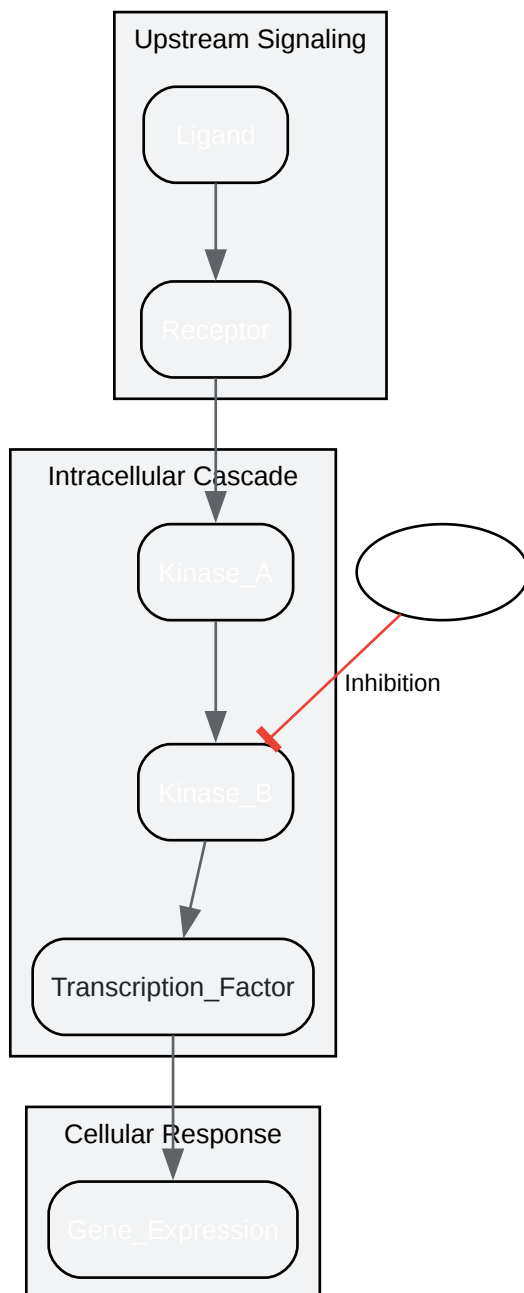 Upstream Signaling
Ligand
Receptor
Intracellular Cascade
Kinase_A
Inhibition
Kinase_B
Transcription_Factor
Cellular Response
Gene_Expression